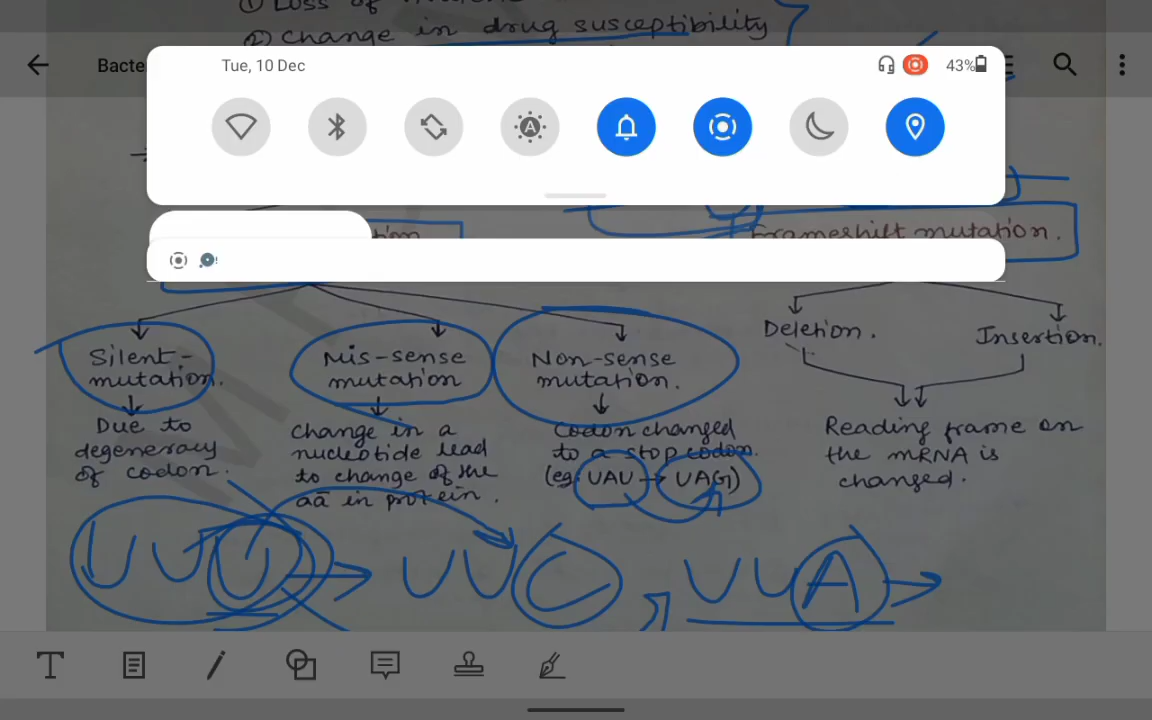 ① Loss of
② Change in drug susceptibility
Bacte
Tue, 10 Dec
43%
A
tion
Frameshift mutation.
Silent-
mutation.
Mis-sense
mutation
Non-sense
mutation.
Deletion.
Insertion.
Due to
degeneracy
of codon.
Change in a
nucleotide lead
to change of the
aā in protein.
Codon changed
to a stop codon.
(eg: UAU → UAG)
Reading frame on
the mRNA is
changed.
UUU → UUC UUA →
T